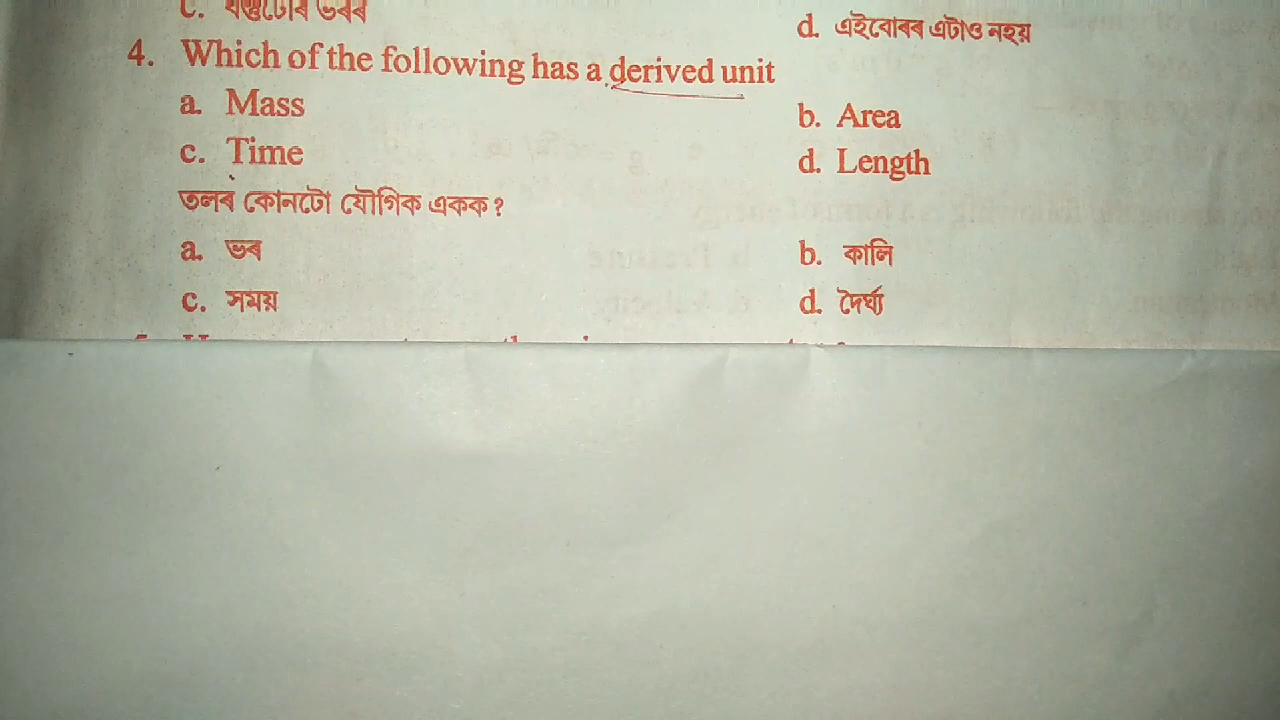 d. এইবোৰৰ এটাও নহয়
4. Which of the following has a derived unit
a. Mass
b. Area
c. Time
d. Length
তলৰ কোনটো যৌগিক একক?
a. ভৰ
b. কালি
c. সময়
d. দৈৰ্ঘ্য